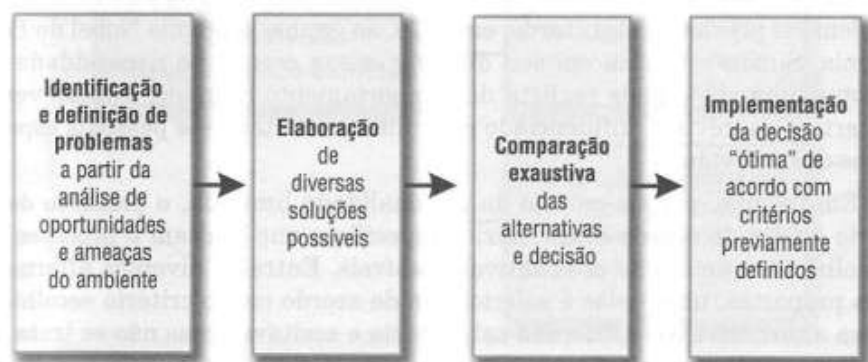 Identificação
e definição de
problemas
a partir da
análise de
oportunidades
e ameaças
do ambiente
Elaboração
de
diversas
soluções
possíveis
Comparação
exaustiva
das
alternativas
e decisão
Implementação
da decisão
"ótima" de
acordo com
critérios
previamente
definidos